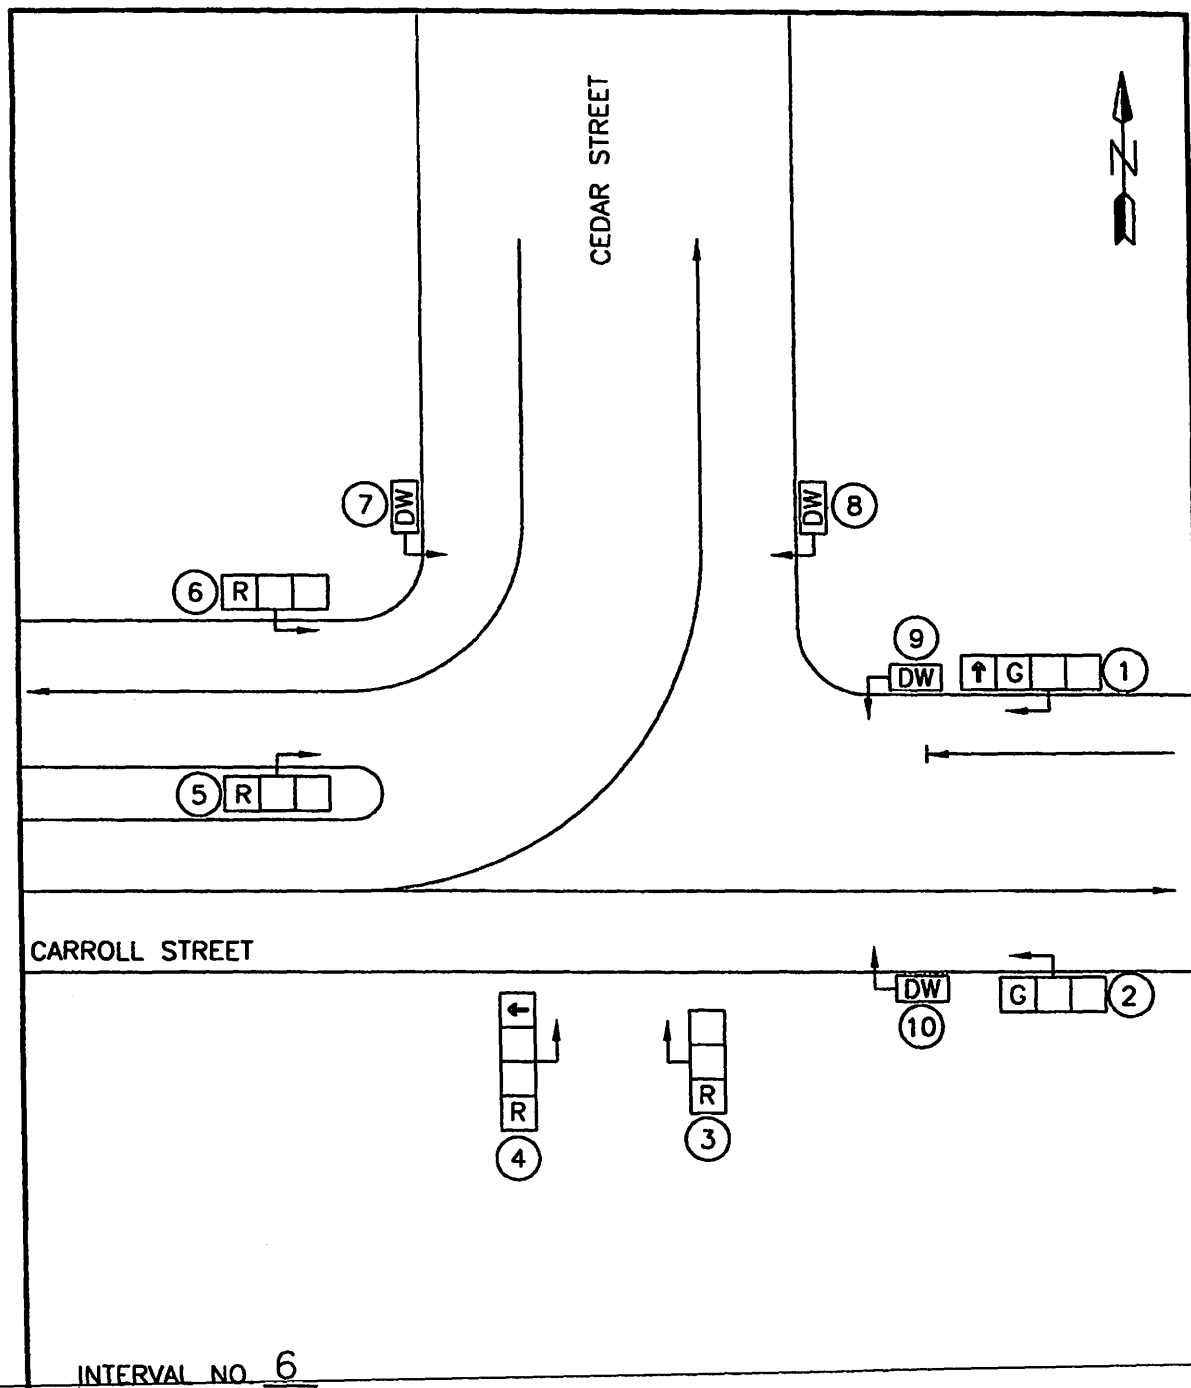 CEDAR STREET
N
7
DW
DW
8
6
R
9
DW
↑ G
1
5
R
CARROLL STREET
DW
10
G
2
←
R
4
R
3
INTERVAL NO. 6